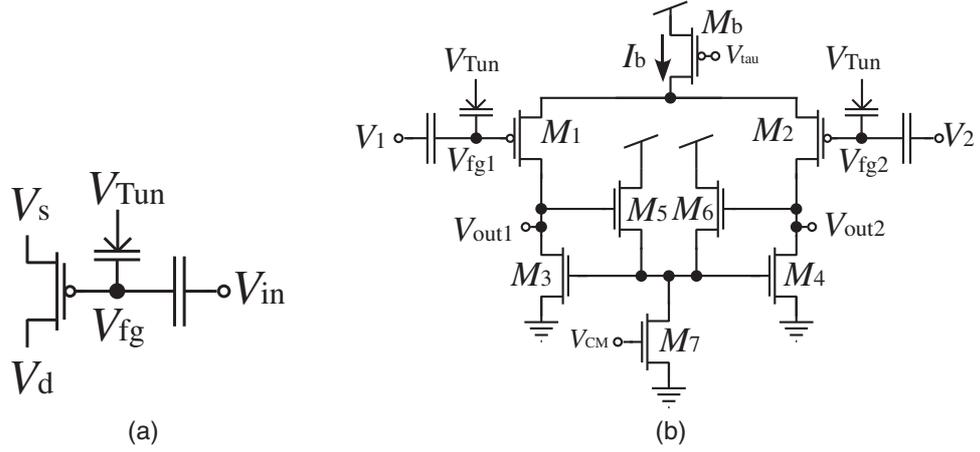 Vs
VTun
Vin
Vfg
Vd
(a)
Mb
Ib
Vtau
VTun
VTun
V1
M1
M2
V2
Vfg1
Vfg2
M5
M6
Vout1
Vout2
M3
M4
VCM
M7
(b)